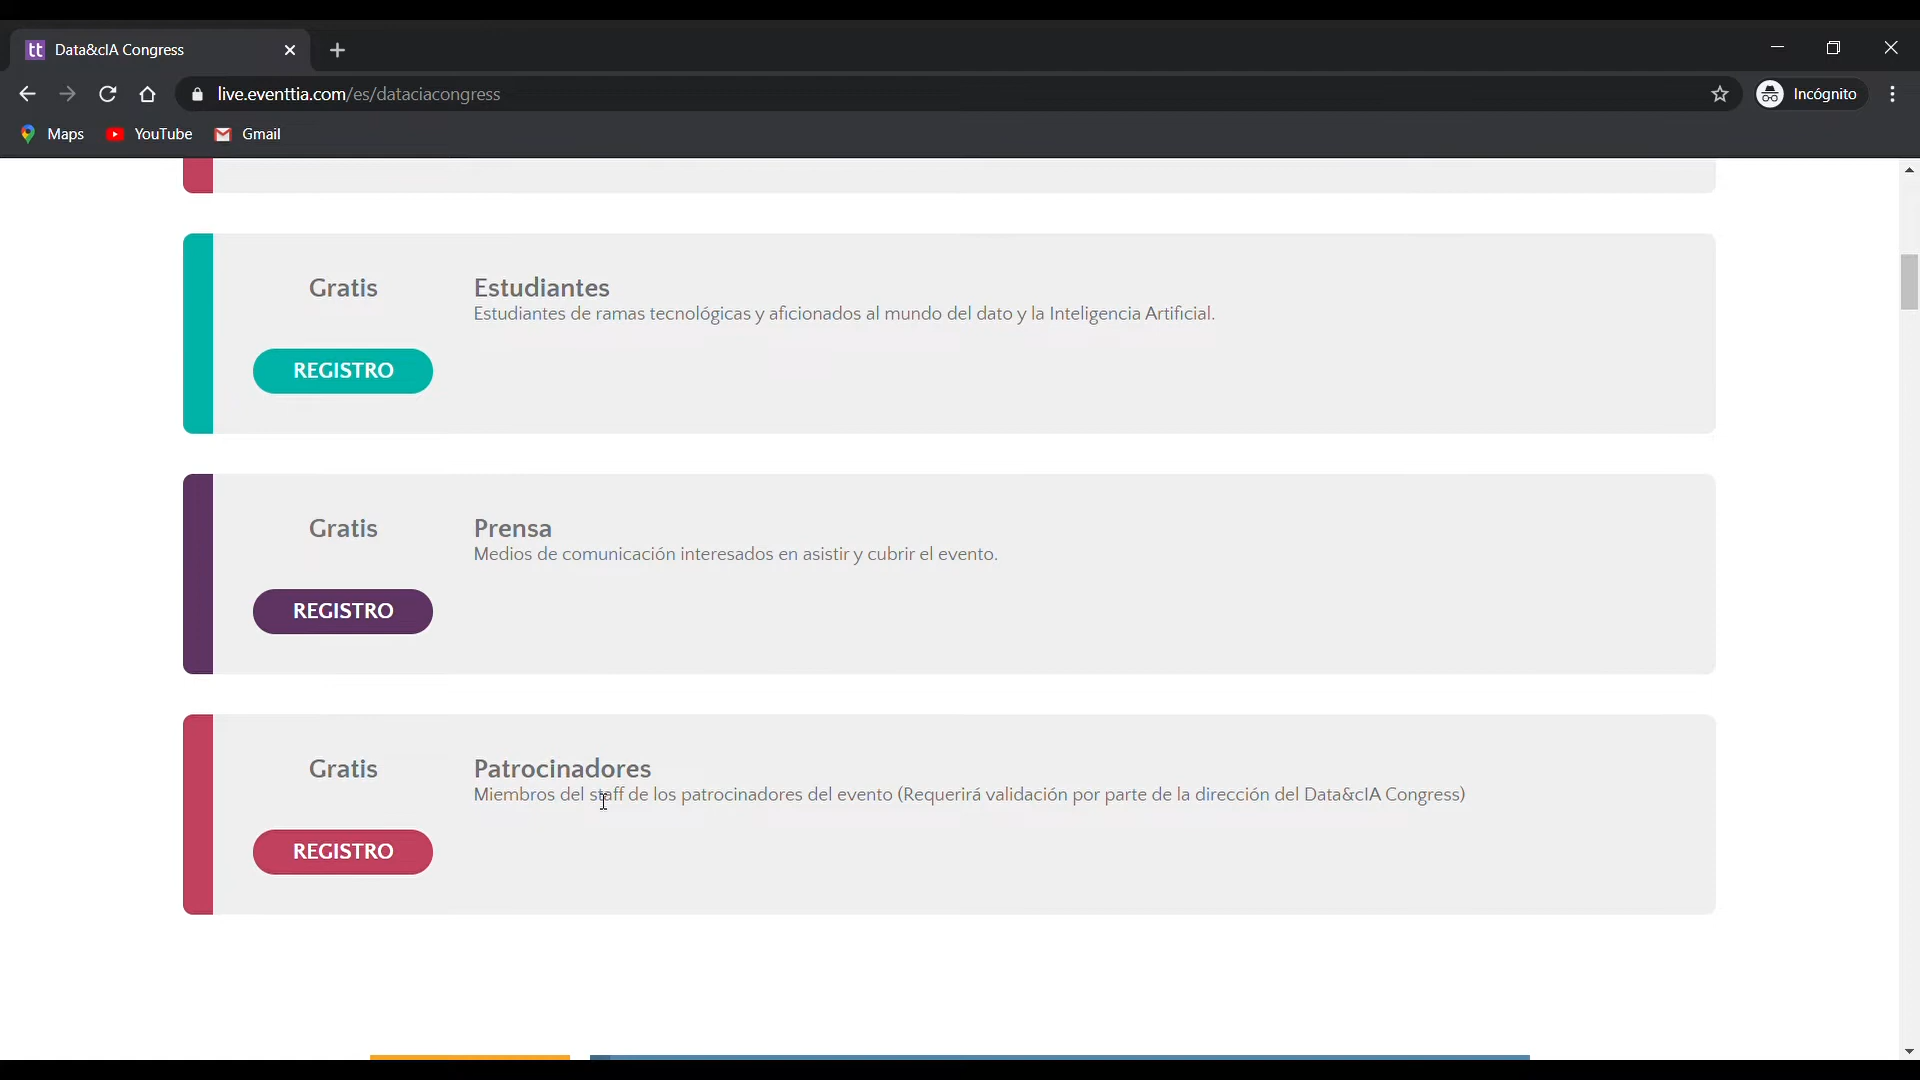 tt Data&cIA Congress
live.eventtia.com/es/dataciacongress
Incógnito
Maps YouTube Gmail
Gratis
Estudiantes
Estudiantes de ramas tecnológicas y aficionados al mundo del dato y la Inteligencia Artificial.
REGISTRO
Gratis
Prensa
Medios de comunicación interesados en asistir y cubrir el evento.
REGISTRO
Gratis
Patrocinadores
Miembros del staff de los patrocinadores del evento (Requerirá validación por parte de la dirección del Data&cIA Congress)
REGISTRO